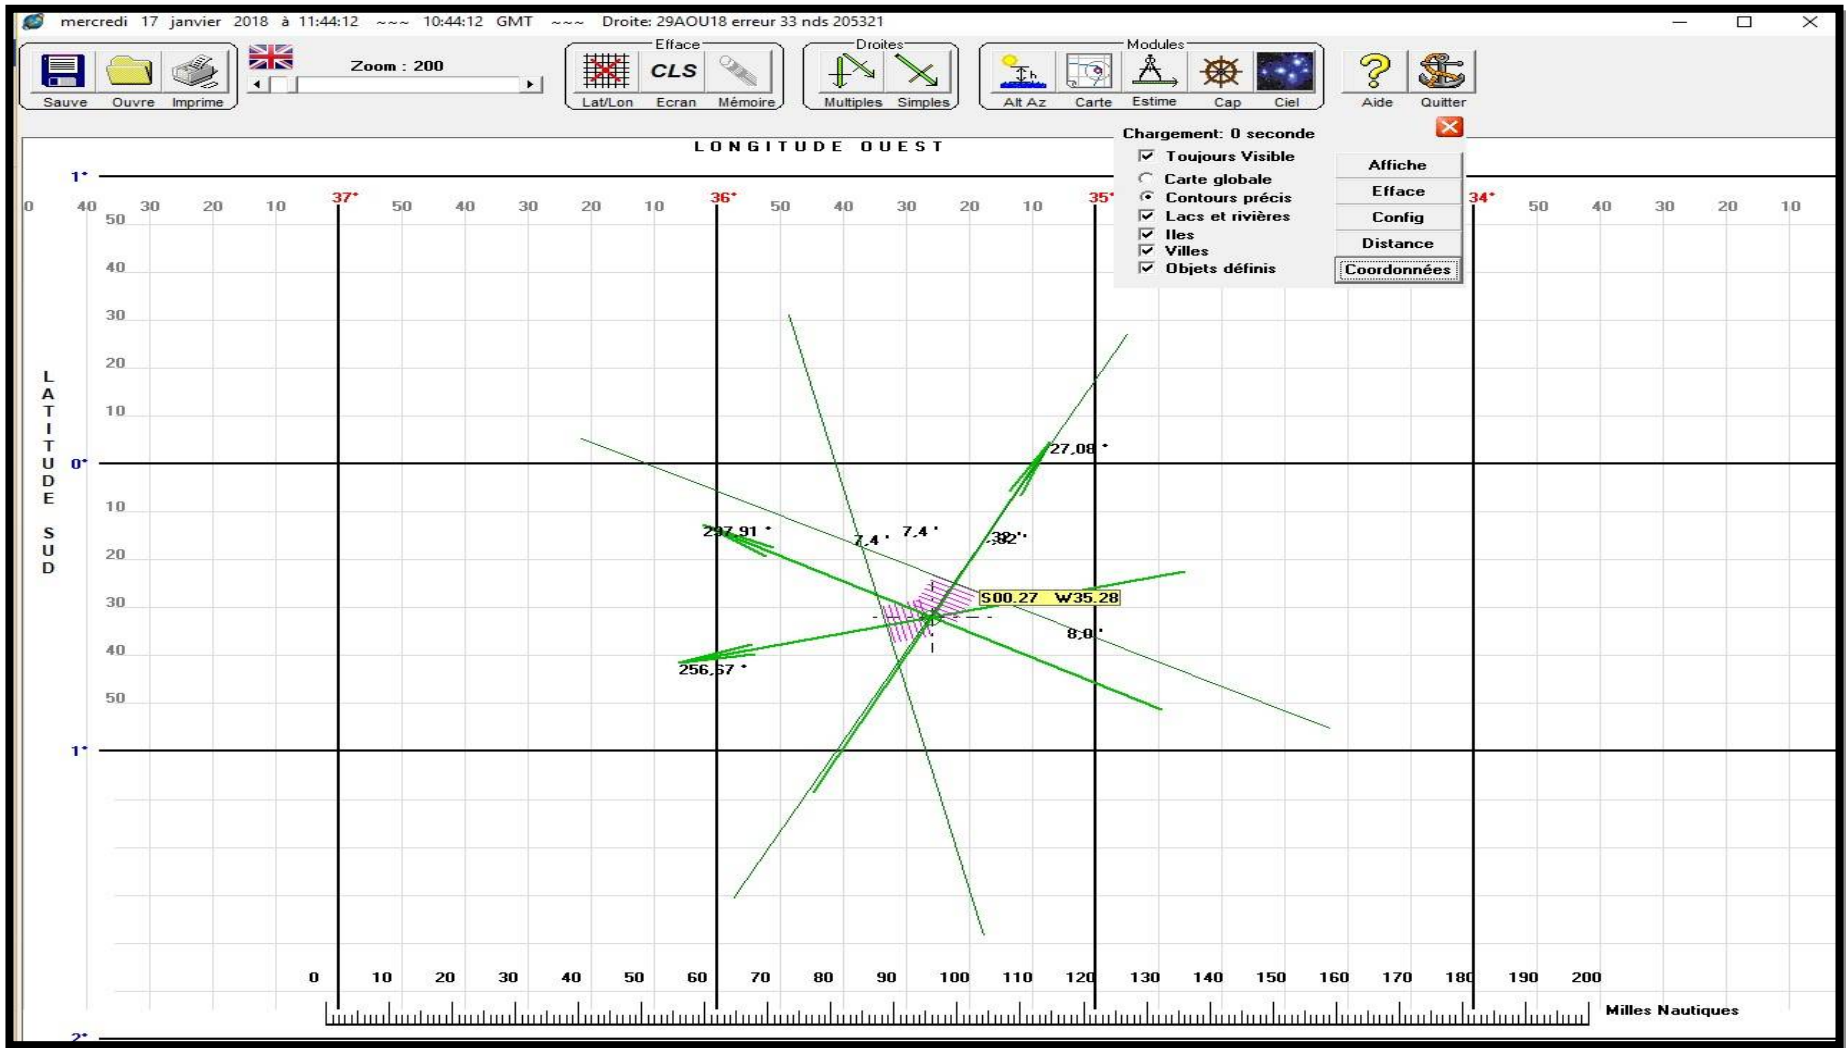 mercredi 17 janvier 2018 à 11:44:12 ~~~ 10:44:12 GMT ~~~ Droite: 29AOU18 erreur 33 nds 205321
Zoom : 200
Efface
Droites
Modules
CLS
Sauve Ouvre Imprime
Lat/Lon Ecran Mémoire
Multiples Simples
Alt Az Carte Estime Cap Ciel
Aide Quitter
LONGITUDE OUEST
Chargement: 0 seconde
Toujours Visible
Carte globale
Contours précis
Lacs et rivières
Iles
Villes
Objets définis
Affiche
Efface
Config
Distance
Coordonnées
1°
37° 36° 35° 34°
0 40 30 20 10 50 40 30 20 10 50 40 30 20 10 50 40 30 20 10
50
40
30
20
10
0°
10
20
30
40
50
1°
2°
LATITUDE SUD
27,08 °
297,91 °
7,4 '
7,4 '
S00.27 W35.28
8,0 '
256,67 °
0 10 20 30 40 50 60 70 80 90 100 110 120 130 140 150 160 170 180 190 200
Milles Nautiques